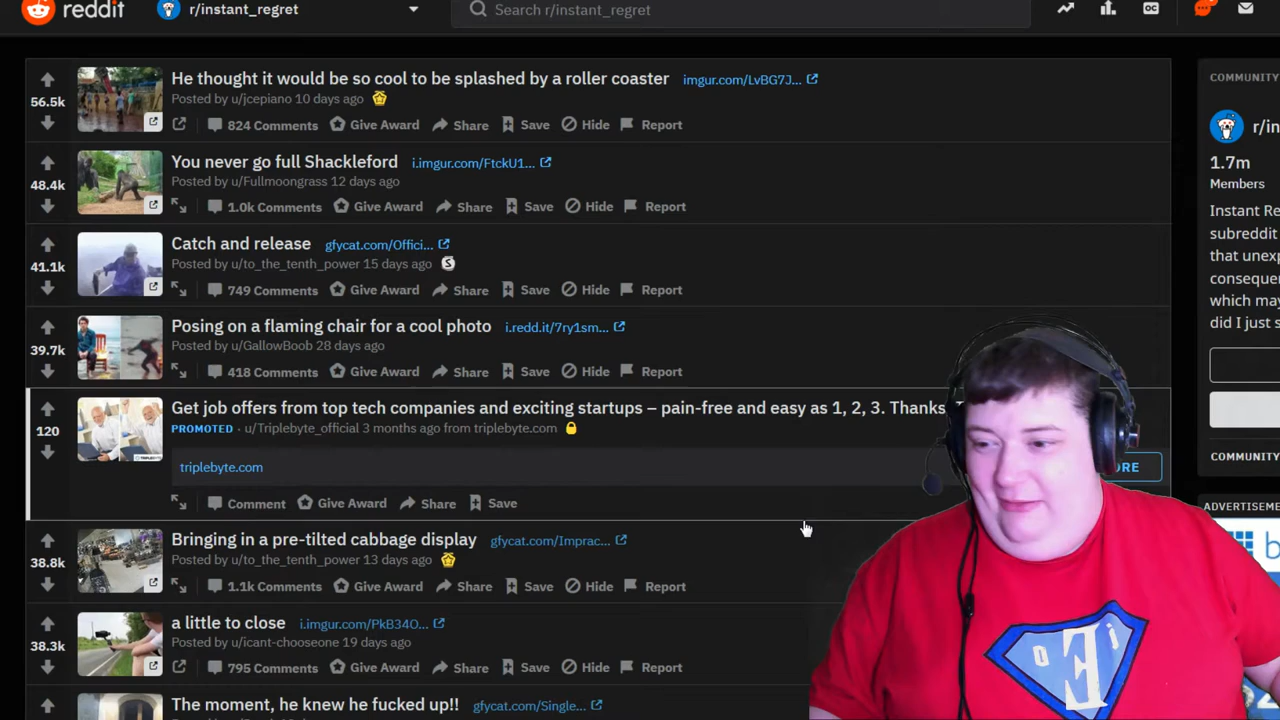 reddit r/instant_regret Search r/instant_regret
He thought it would be so cool to be splashed by a roller coaster imgur.com/LvBG7J...
56.5k
Posted by u/jcepiano 10 days ago
824 Comments Give Award Share Save Hide Report
You never go full Shackleford i.imgur.com/FtckU1...
48.4k
Posted by u/Fullmoongrass 12 days ago
1.0k Comments Give Award Share Save Hide Report
Catch and release gfycat.com/Offici...
41.1k
Posted by u/to_the_tenth_power 15 days ago
749 Comments Give Award Share Save Hide Report
Posing on a flaming chair for a cool photo i.redd.it/7ry1sm...
39.7k
Posted by u/GallowBoob 28 days ago
418 Comments Give Award Share Save Hide Report
Get job offers from top tech companies and exciting startups – pain-free and easy as 1, 2, 3. Thanks
120
PROMOTED · u/Triplebyte_official 3 months ago from triplebyte.com
triplebyte.com
ORE
Comment Give Award Share Save
Bringing in a pre-tilted cabbage display gfycat.com/Imprac...
38.8k
Posted by u/to_the_tenth_power 13 days ago
1.1k Comments Give Award Share Save Hide Report
a little to close i.imgur.com/PkB34O...
38.3k
Posted by u/icant-chooseone 19 days ago
795 Comments Give Award Share Save Hide Report
The moment, he knew he fucked up!! gfycat.com/Single...
COMMUNITY
r/in
1.7m
Members
Instant Re
subreddit
that unexp
consequen
which may
did I just s
COMMUNITY
ADVERTISEME
b
O E i